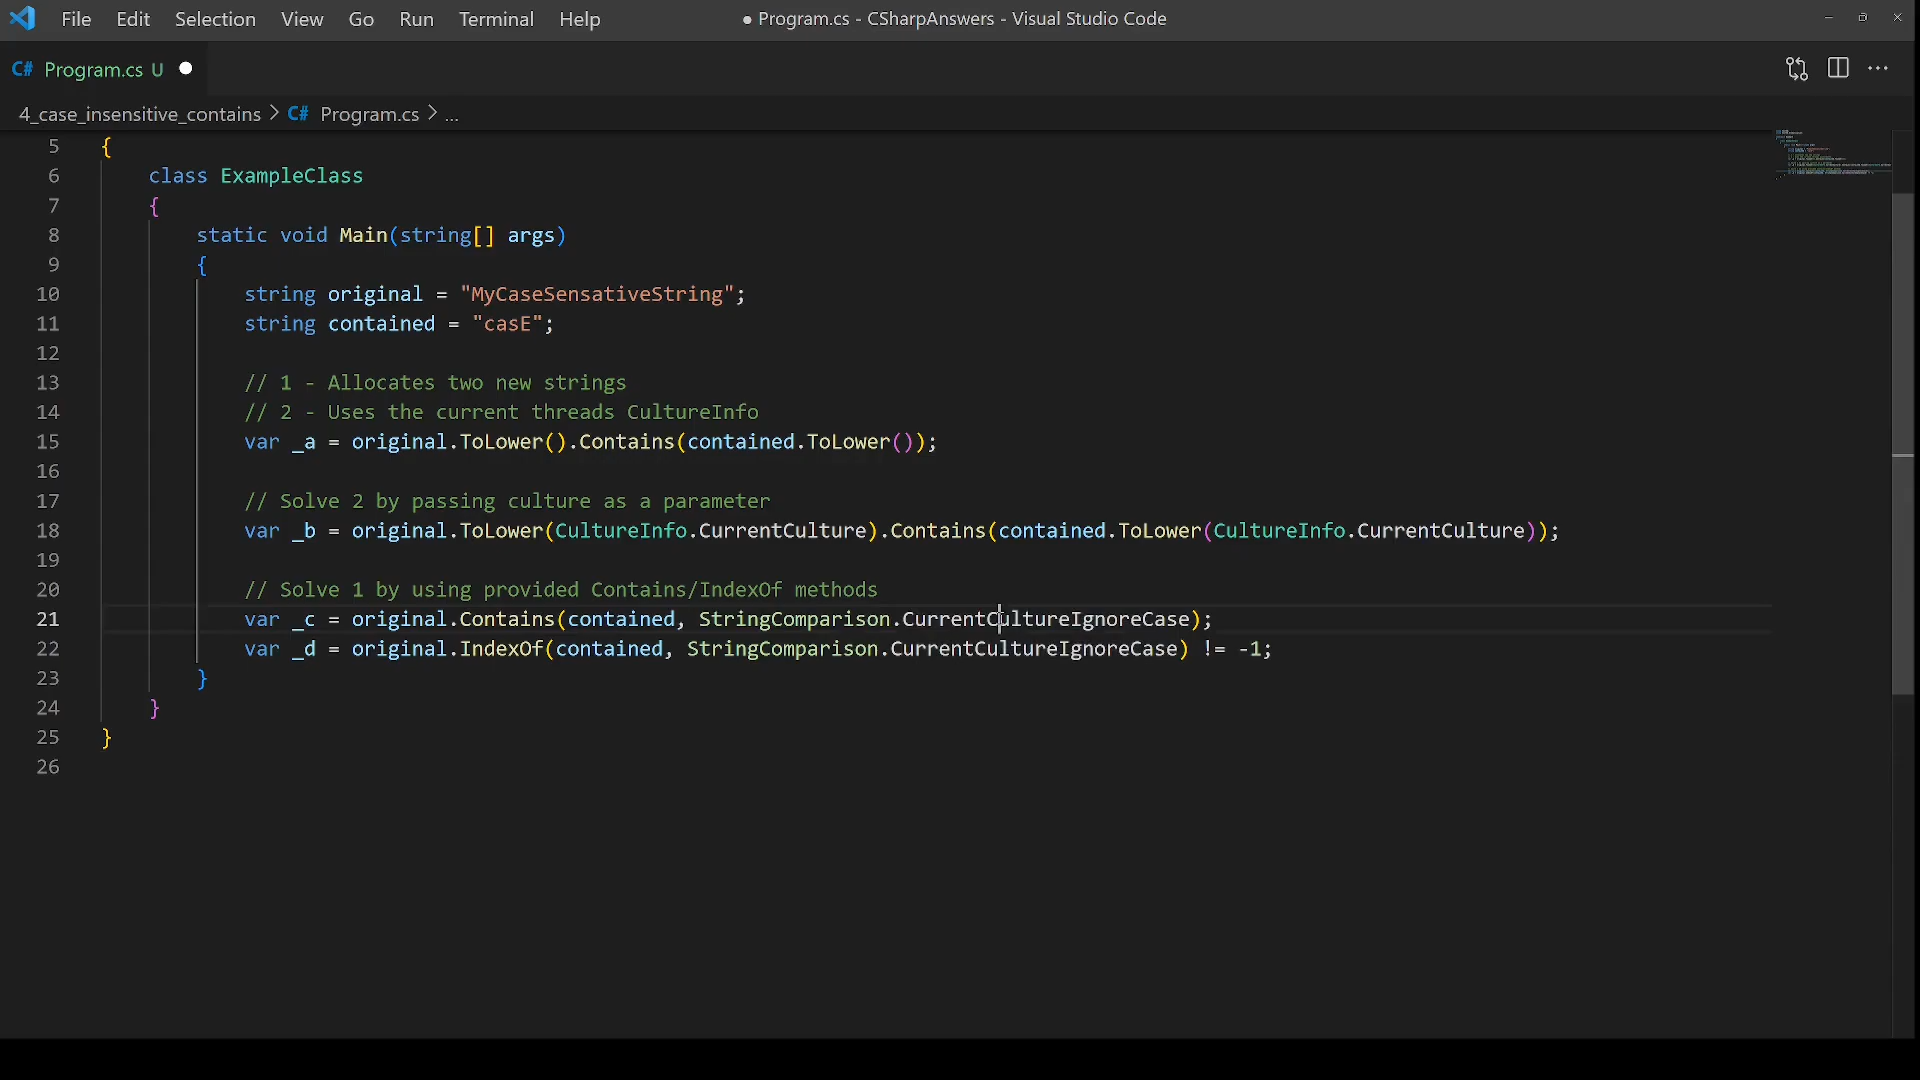 File Edit Selection View Go Run Terminal Help ● Program.cs - CSharpAnswers - Visual Studio Code
C# Program.cs U
4_case_insensitive_contains > C# Program.cs > ...
5 {
6 class ExampleClass
7 {
8 static void Main(string[] args)
9 {
10 string original = "MyCaseSensativeString";
11 string contained = "casE";
12
13 // 1 - Allocates two new strings
14 // 2 - Uses the current threads CultureInfo
15 var _a = original.ToLower().Contains(contained.ToLower());
16
17 // Solve 2 by passing culture as a parameter
18 var _b = original.ToLower(CultureInfo.CurrentCulture).Contains(contained.ToLower(CultureInfo.CurrentCulture));
19
20 // Solve 1 by using provided Contains/IndexOf methods
21 var _c = original.Contains(contained, StringComparison.CurrentCultureIgnoreCase);
22 var _d = original.IndexOf(contained, StringComparison.CurrentCultureIgnoreCase) != -1;
23 }
24 }
25 }
26